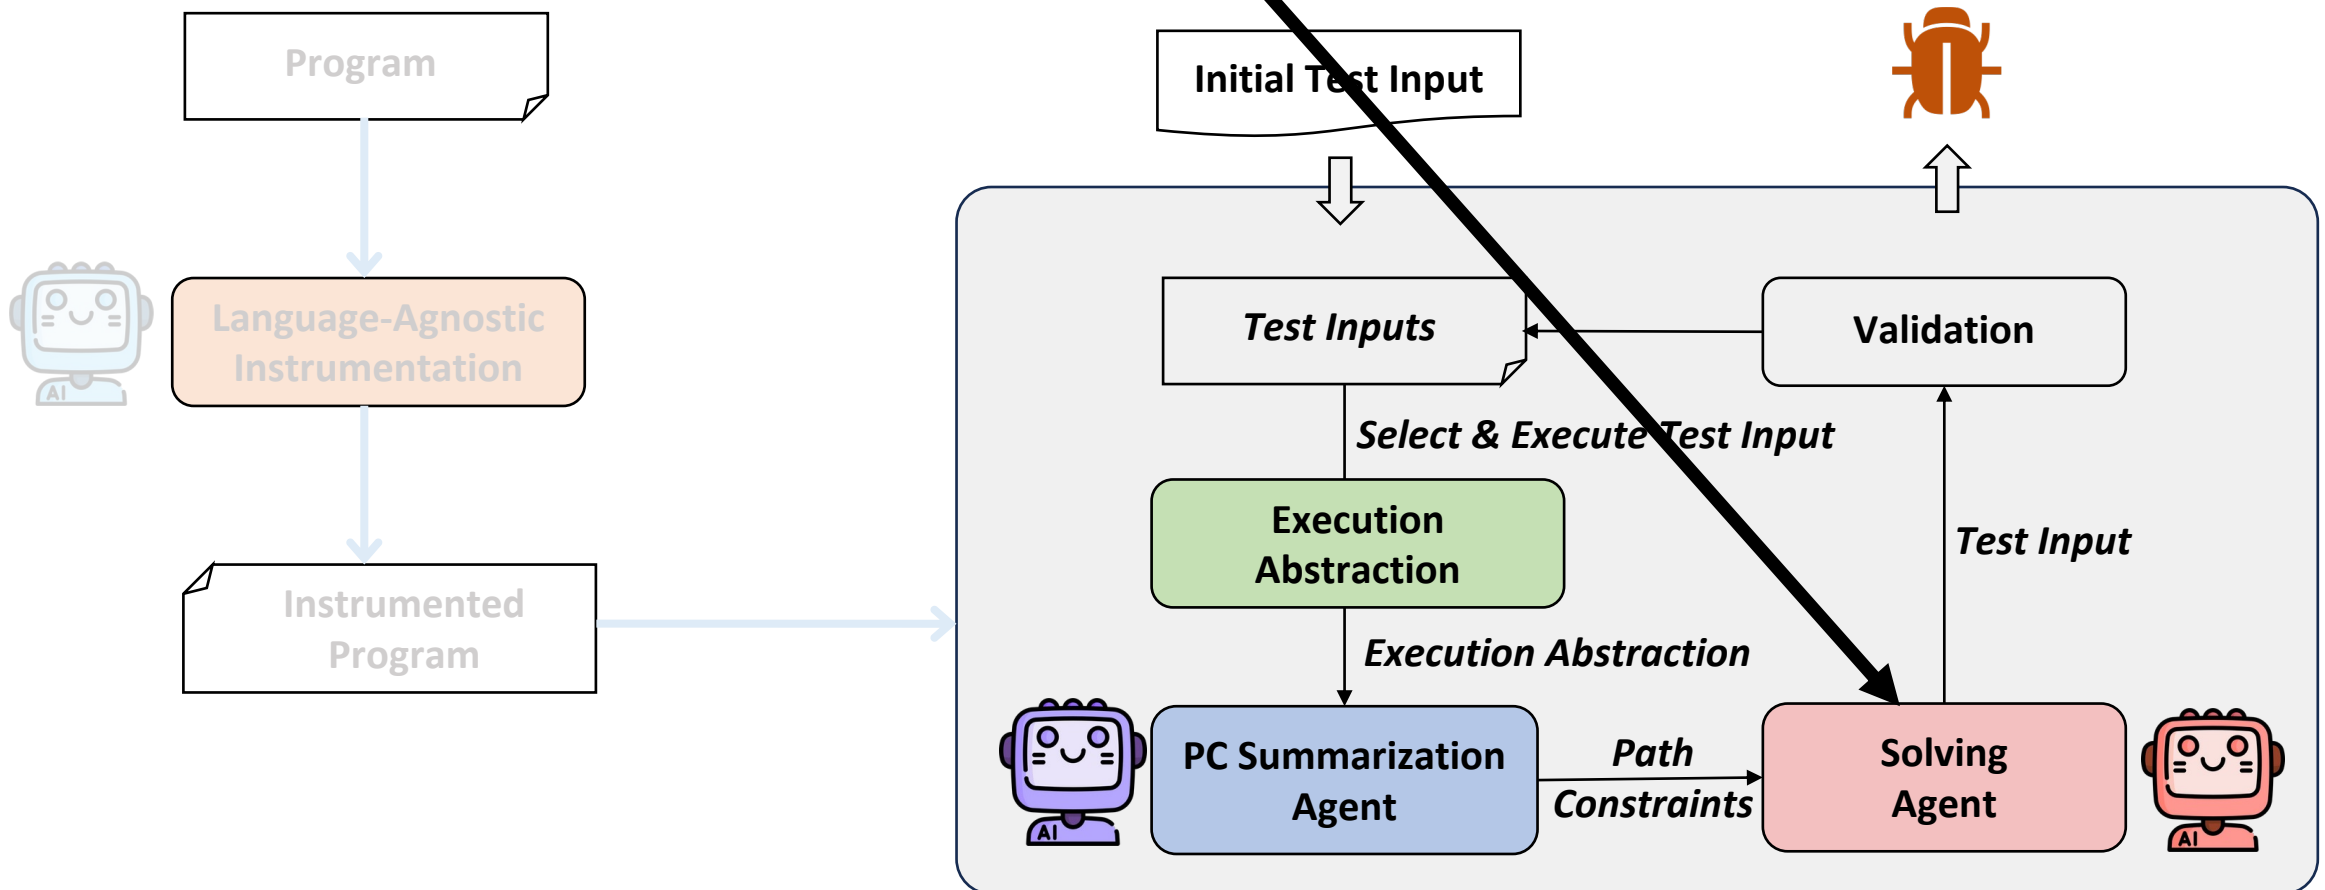 Program
Initial Test Input
Language-Agnostic
Instrumentation
AI
Test Inputs
Validation
Select & Execute Test Input
Execution
Abstraction
Test Input
Instrumented
Program
Execution Abstraction
PC Summarization
Agent
AI
Path
Constraints
Solving
Agent
AI